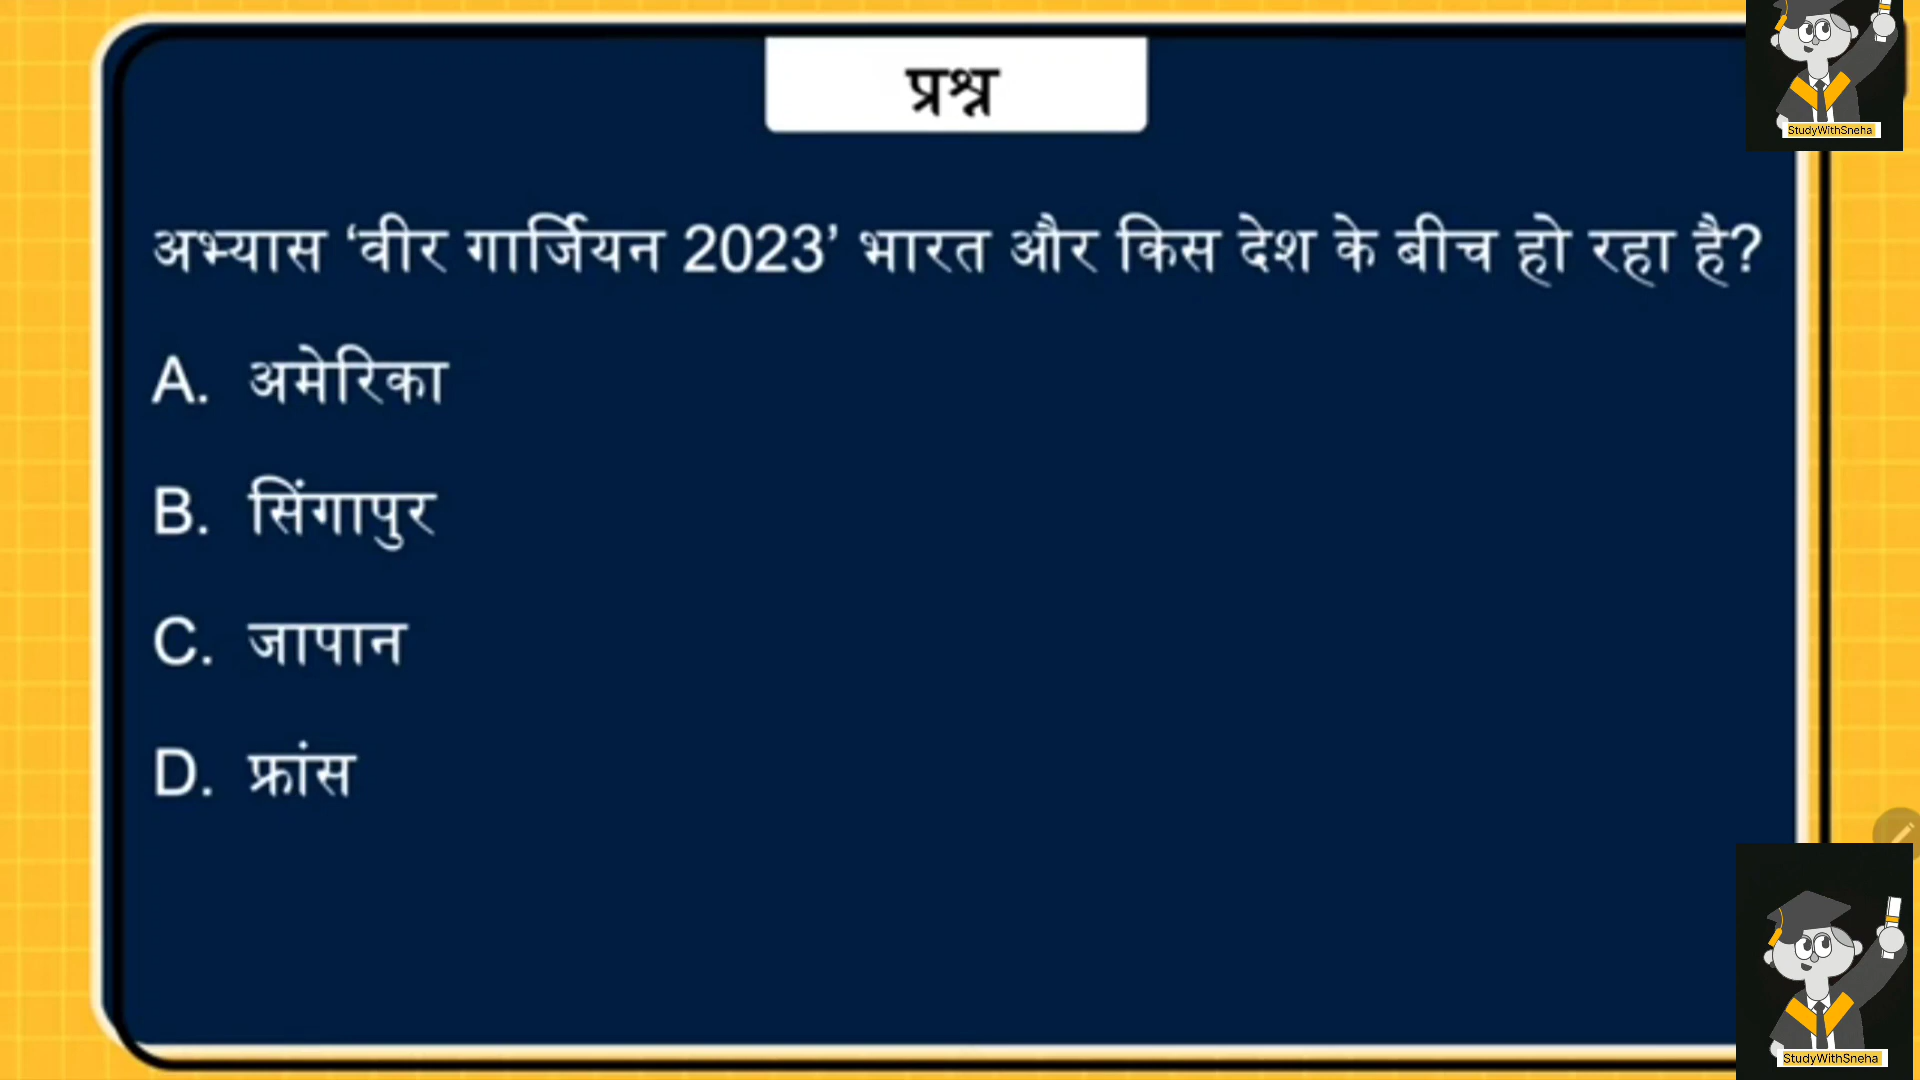 StudyWithSneha
प्रश्न
अभ्यास ‘वीर गार्जियन 2023’ भारत और किस देश के बीच हो रहा है?
A. अमेरिका
B. सिंगापुर
C. जापान
D. फ्रांस
StudyWithSneha